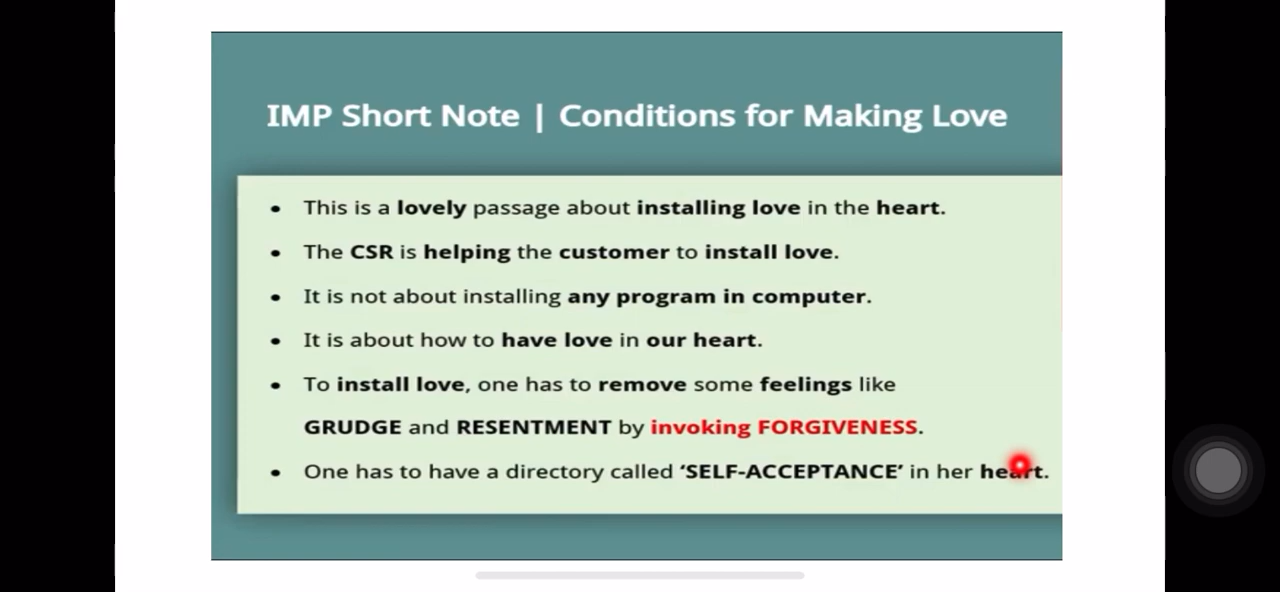 IMP Short Note | Conditions for Making Love
• This is a lovely passage about installing love in the heart.
• The CSR is helping the customer to install love.
• It is not about installing any program in computer.
• It is about how to have love in our heart.
• To install love, one has to remove some feelings like
GRUDGE and RESENTMENT by invoking FORGIVENESS.
• One has to have a directory called ‘SELF-ACCEPTANCE’ in her heart.